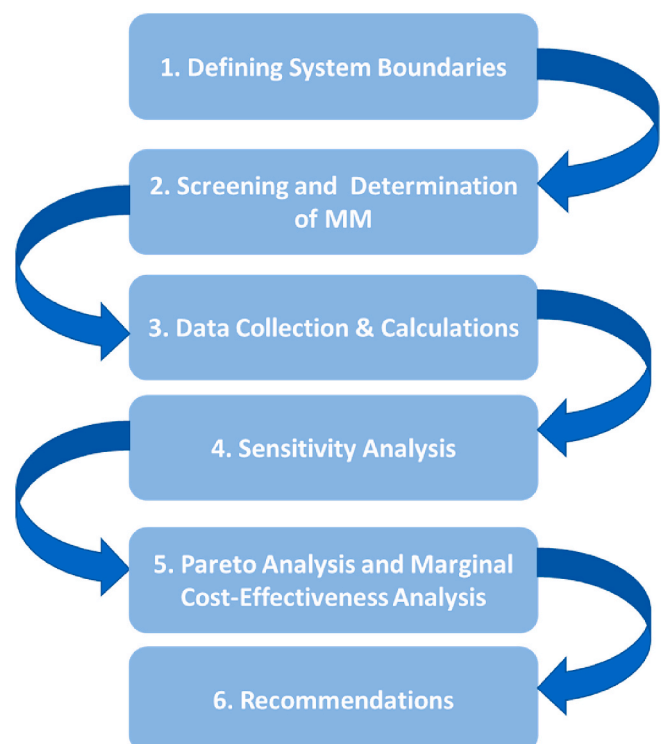 1. Defining System Boundaries
2. Screening and Determination
of MM
3. Data Collection & Calculations
4. Sensitivity Analysis
5. Pareto Analysis and Marginal
Cost-Effectiveness Analysis
6. Recommendations